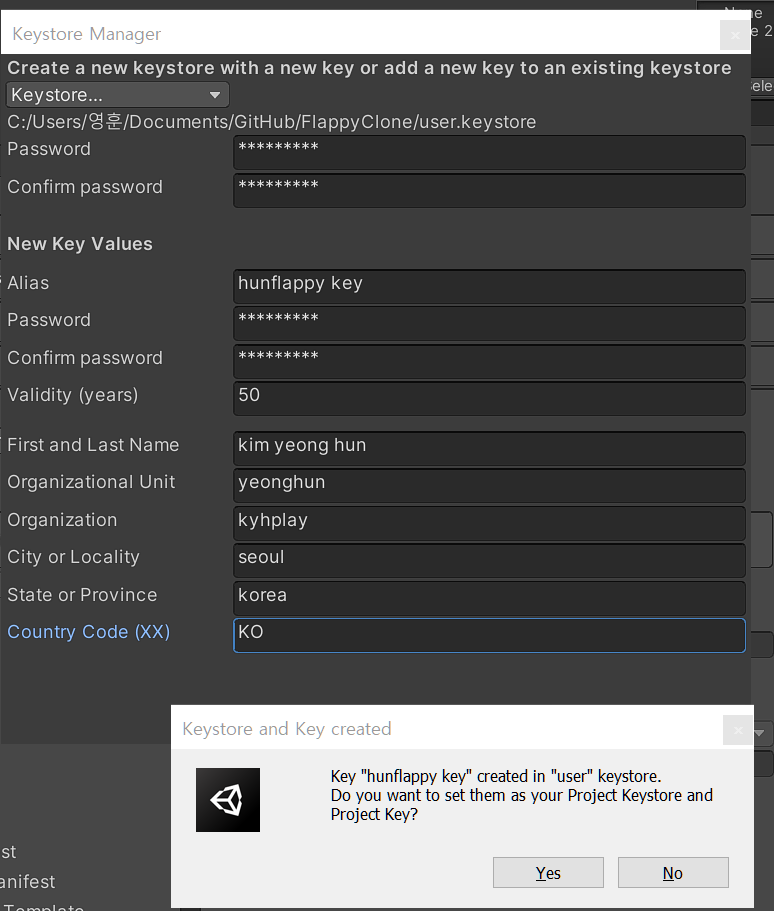 None
e 2
Keystore Manager
Create a new keystore with a new key or add a new key to an existing keystore
Keystore...
C:/Users/영훈/Documents/GitHub/FlappyClone/user.keystore
Password *********
Confirm password *********
New Key Values
Alias hunflappy key
Password *********
Confirm password *********
Validity (years) 50
First and Last Name kim yeong hun
Organizational Unit yeonghun
Organization kyhplay
City or Locality seoul
State or Province korea
Country Code (XX) KO
Keystore and Key created
Key "hunflappy key" created in "user" keystore.
Do you want to set them as your Project Keystore and
Project Key?
Yes No
st
anifest
Template